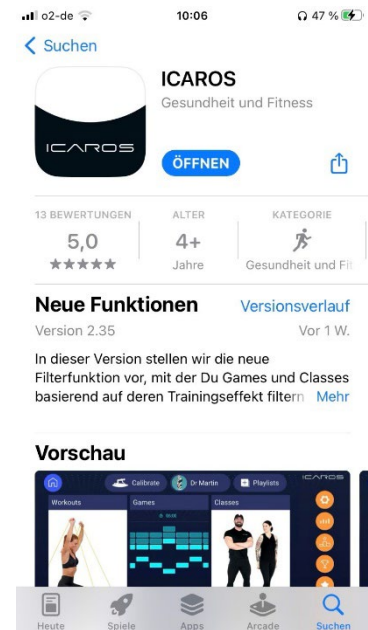 o2-de 10:06 47 %
Suchen
ICAROS
Gesundheit und Fitness
ICAROS
ÖFFNEN
13 BEWERTUNGEN ALTER KATEGORIE
5,0 4+
★★★★★ Jahre Gesundheit und Fit
Neue Funktionen Versionsverlauf
Version 2.35 Vor 1 W.
In dieser Version stellen wir die neue
Filterfunktion vor, mit der Du Games und Classes
basierend auf deren Trainingseffekt filtern Mehr
Vorschau
Calibrate Dr Martin Playlists ICAROS
Workouts Games Classes
Heute Spiele Apps Arcade Suchen